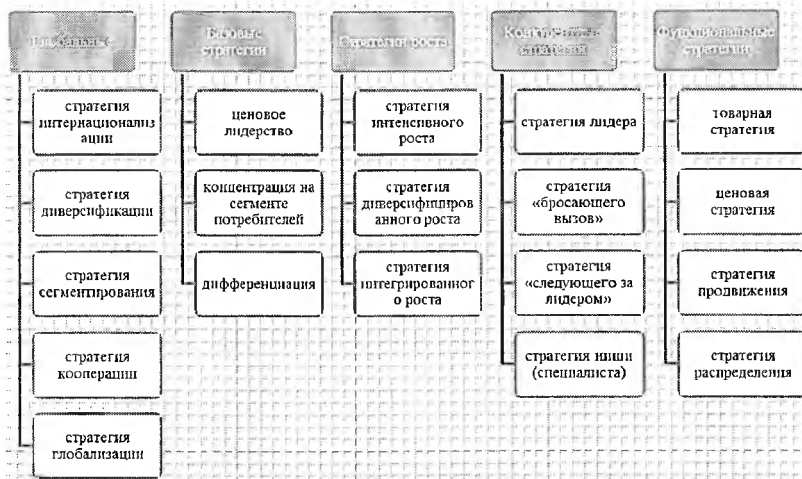 Глобальные
стратегия
интернационализ
ации
стратегия
диверсификации
стратегия
сегментирования
стратегия
кооперации
стратегия
глобализации
Базовые
стратегии
ценовое
лидерство
концентрация на
сегменте
потребителей
дифференциация
Стратегии роста
стратегия
интенсивного
роста
стратегия
диверсифициров
анного роста
стратегия
интегрированног
о роста
стратегии
стратегия лидера
стратегия
«бросающего
вызов»
стратегия
«следующего за
лидером»
стратегия ниши
(специалиста)
Функциональные
стратегии
товарная
стратегия
ценовая
стратегия
стратегия
продвижения
стратегия
распределения